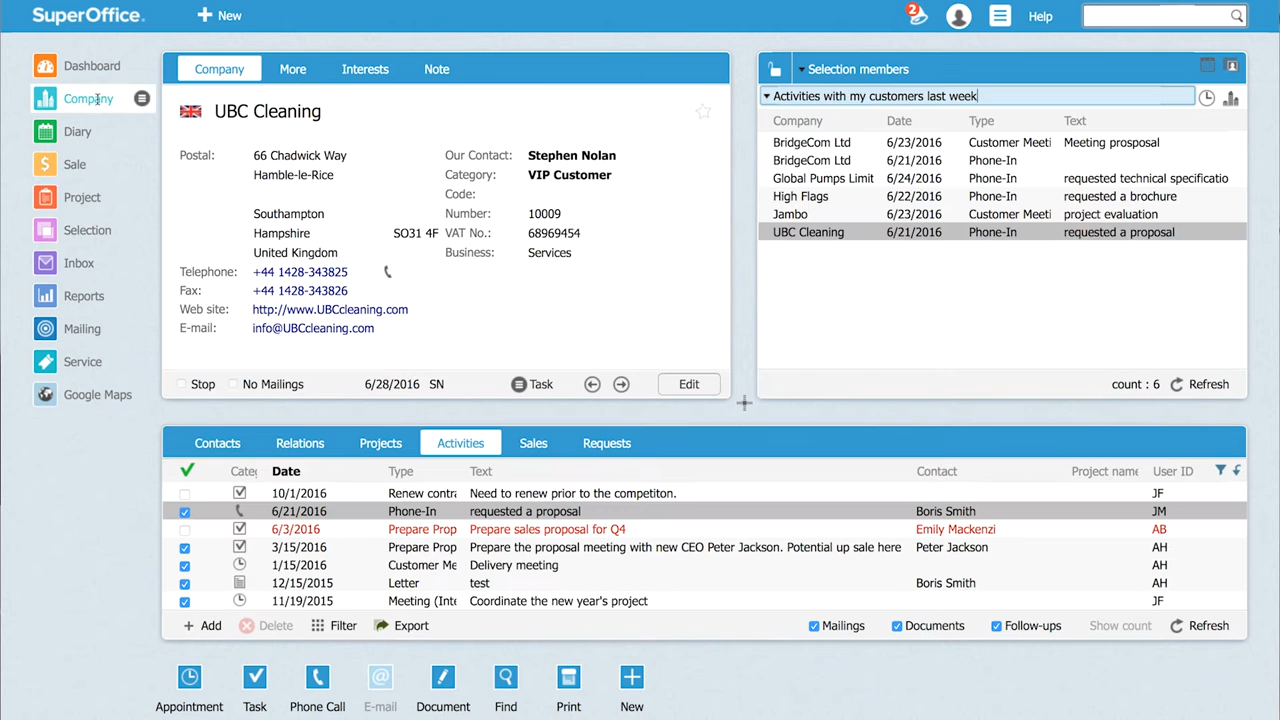 SuperOffice.
New
2
Help
Dashboard
Company
Diary
Sale
Project
Selection
Inbox
Reports
Mailing
Service
Google Maps
Company More Interests Note
UBC Cleaning
Postal: 66 Chadwick Way
Hamble-le-Rice
Southampton
Hampshire SO31 4F
United Kingdom
Our Contact: Stephen Nolan
Category: VIP Customer
Code:
Number: 10009
VAT No.: 68969454
Business: Services
Telephone: +44 1428-343825
Fax: +44 1428-343826
Web site: http://www.UBCcleaning.com
E-mail: info@UBCcleaning.com
Stop No Mailings 6/28/2016 SN Task Edit
Selection members
Activities with my customers last week
Company Date Type Text
BridgeCom Ltd 6/23/2016 Customer Meeti Meeting prosposal
BridgeCom Ltd 6/21/2016 Phone-In
Global Pumps Limit 6/24/2016 Phone-In requested technical specificatio
High Flags 6/22/2016 Phone-In requested a brochure
Jambo 6/23/2016 Customer Meeti project evaluation
UBC Cleaning 6/21/2016 Phone-In requested a proposal
count : 6 Refresh
Contacts Relations Projects Activities Sales Requests
Categ Date Type Text Contact Project name User ID
10/1/2016 Renew contra Need to renew prior to the competiton. JF
6/21/2016 Phone-In requested a proposal Boris Smith JM
6/3/2016 Prepare Prop Prepare sales proposal for Q4 Emily Mackenzi AB
3/15/2016 Prepare Prop Prepare the proposal meeting with new CEO Peter Jackson. Potential up sale here Peter Jackson AH
1/15/2016 Customer Me Delivery meeting AH
12/15/2015 Letter test Boris Smith AH
11/19/2015 Meeting (Inte Coordinate the new year's project JF
Add Delete Filter Export Mailings Documents Follow-ups Show count Refresh
Appointment Task Phone Call E-mail Document Find Print New